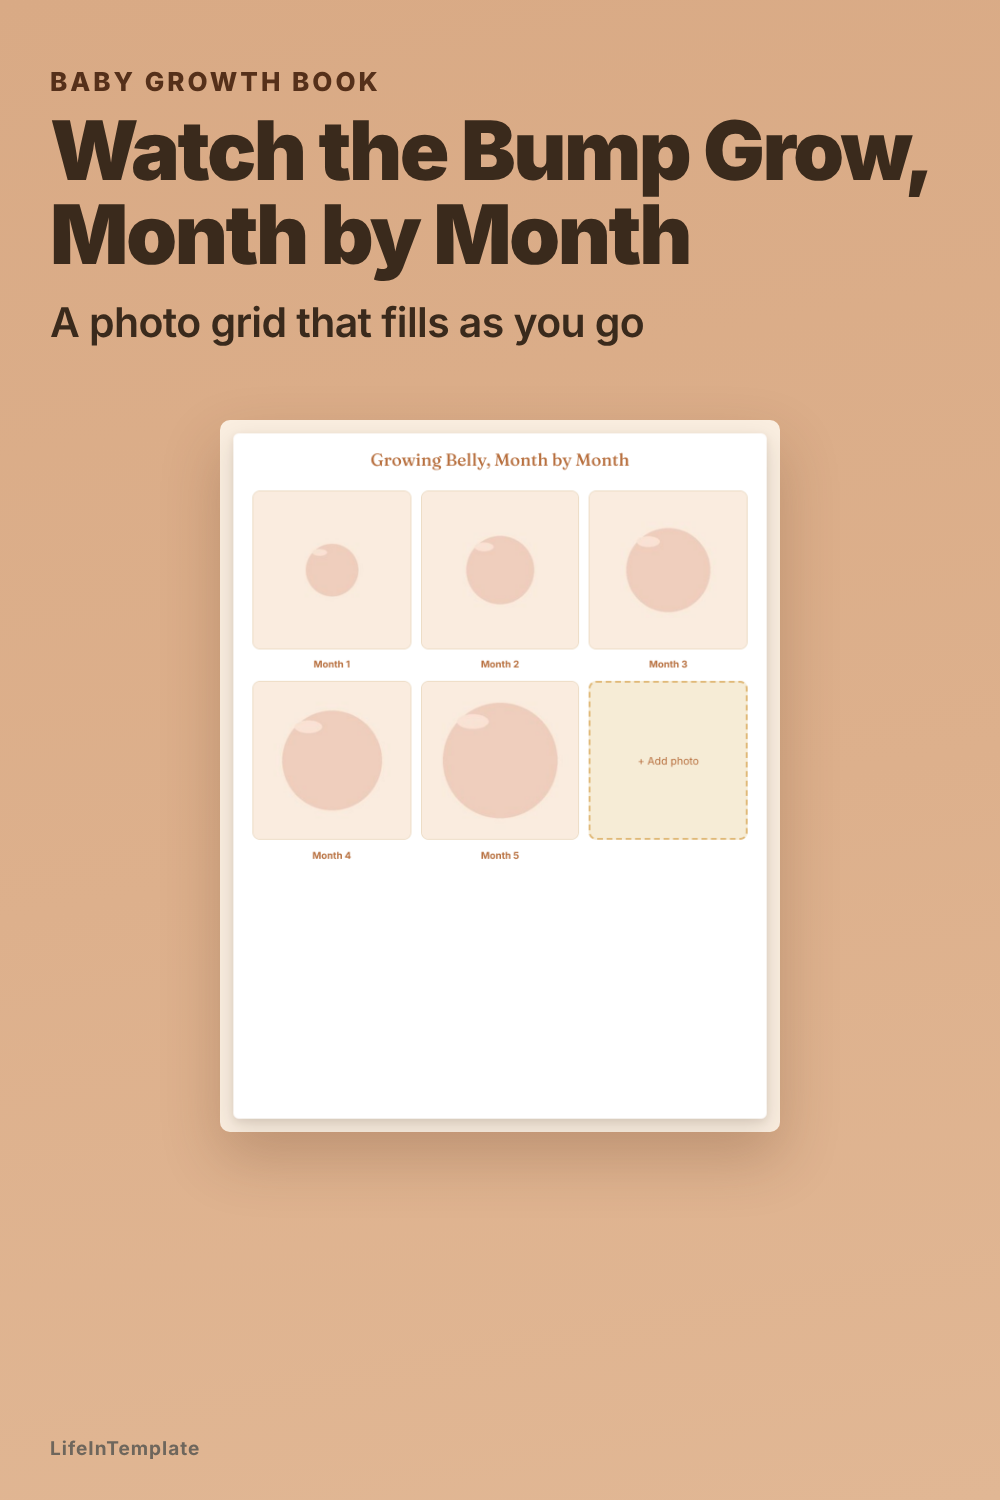 BABY GROWTH BOOK
Watch the Bump Grow,
Month by Month
A photo grid that fills as you go
Growing Belly, Month by Month
Month 1
Month 2
Month 3
+ Add photo
Month 4
Month 5
LifeInTemplate